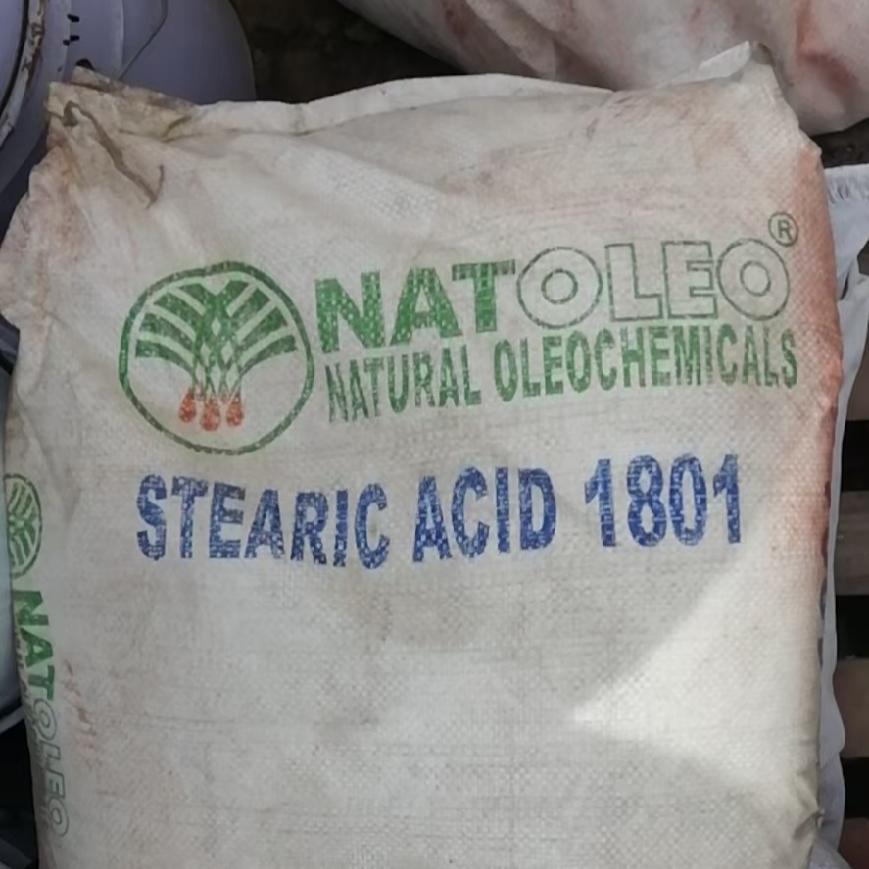 NATOLEO®
NATURAL OLEOCHEMICALS
STEARIC ACID 1801
NATOLEO